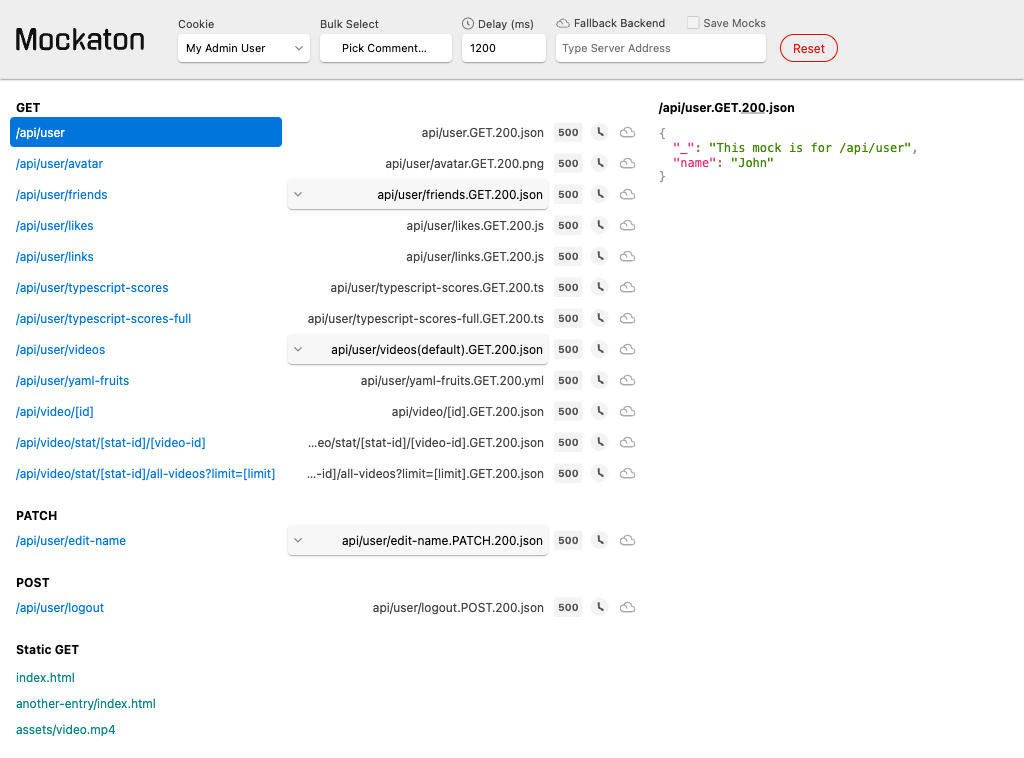 Mockaton
Cookie
My Admin User
Bulk Select
Pick Comment…
Delay (ms)
1200
Fallback Backend
Save Mocks
Type Server Address
Reset
GET
/api/user api/user.GET.200.json 500
/api/user/avatar api/user/avatar.GET.200.png 500
/api/user/friends api/user/friends.GET.200.json 500
/api/user/likes api/user/likes.GET.200.js 500
/api/user/links api/user/links.GET.200.js 500
/api/user/typescript-scores api/user/typescript-scores.GET.200.ts 500
/api/user/typescript-scores-full api/user/typescript-scores-full.GET.200.ts 500
/api/user/videos api/user/videos(default).GET.200.json 500
/api/user/yaml-fruits api/user/yaml-fruits.GET.200.yml 500
/api/video/[id] api/video/[id].GET.200.json 500
/api/video/stat/[stat-id]/[video-id] …eo/stat/[stat-id]/[video-id].GET.200.json 500
/api/video/stat/[stat-id]/all-videos?limit=[limit] …-id]/all-videos?limit=[limit].GET.200.json 500
PATCH
/api/user/edit-name api/user/edit-name.PATCH.200.json 500
POST
/api/user/logout api/user/logout.POST.200.json 500
Static GET
index.html
another-entry/index.html
assets/video.mp4
/api/user.GET.200.json
{
"_": "This mock is for /api/user",
"name": "John"
}